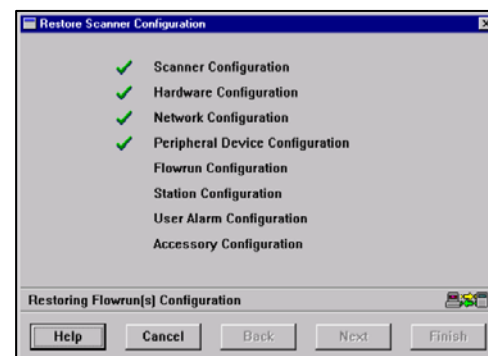 Restore Scanner Configuration
Scanner Configuration
Hardware Configuration
Network Configuration
Peripheral Device Configuration
Flowrun Configuration
Station Configuration
User Alarm Configuration
Accessory Configuration
Restoring Flowrun[s] Configuration
Help Cancel Back Next Finish